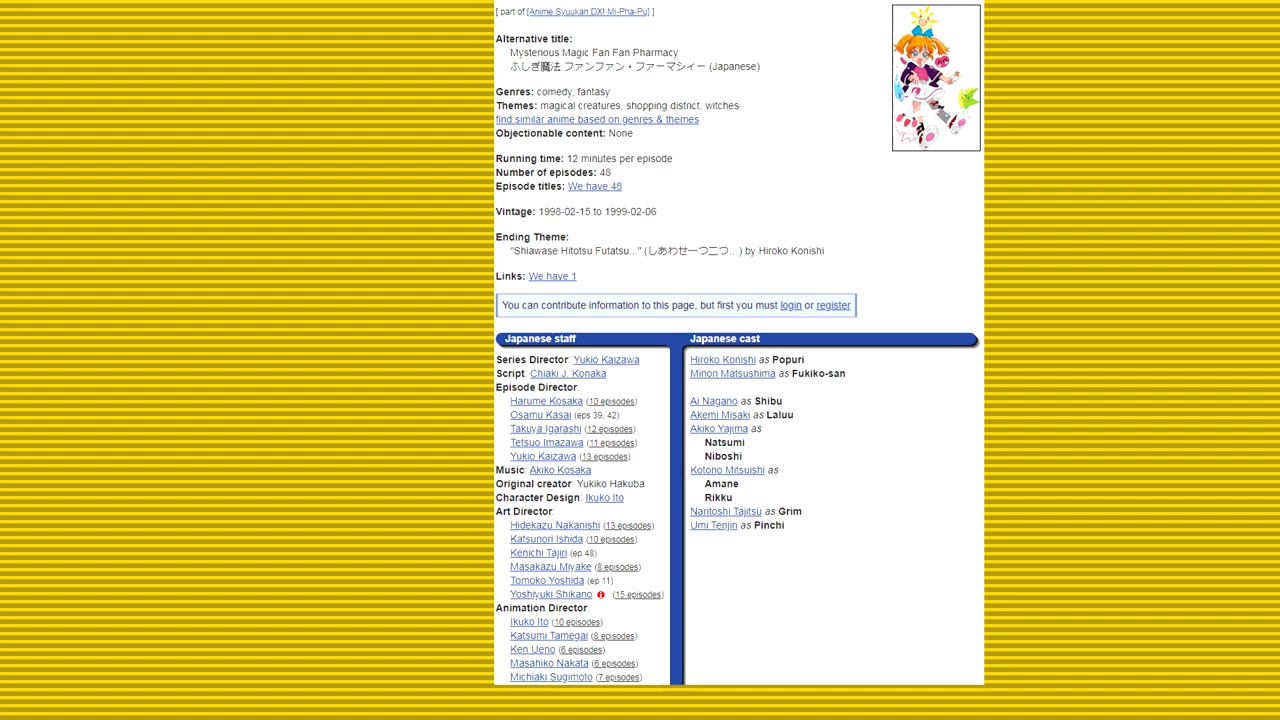 [ part of [Anime Syuukan DX! Mi-Pha-Pu] ]
Alternative title:
Mysterious Magic Fan Fan Pharmacy
ふしぎ魔法 ファンファン・ファーマシィー (Japanese)
Genres: comedy, fantasy
Themes: magical creatures, shopping district, witches
find similar anime based on genres & themes
Objectionable content: None
Running time: 12 minutes per episode
Number of episodes: 48
Episode titles: We have 48
Vintage: 1998-02-15 to 1999-02-06
Ending Theme:
"Shiawase Hitotsu Futatsu..." (しあわせ一つ二つ…) by Hiroko Konishi
Links: We have 1
You can contribute information to this page, but first you must login or register
Japanese staff
Series Director: Yukio Kaizawa
Script: Chiaki J. Konaka
Episode Director:
Harume Kosaka (10 episodes)
Osamu Kasai (eps 39, 42)
Takuya Igarashi (12 episodes)
Tetsuo Imazawa (11 episodes)
Yukio Kaizawa (13 episodes)
Music: Akiko Kosaka
Original creator: Yukiko Hakuba
Character Design: Ikuko Ito
Art Director:
Hidekazu Nakanishi (13 episodes)
Katsunori Ishida (10 episodes)
Kenichi Tajiri (ep 48)
Masakazu Miyake (8 episodes)
Tomoko Yoshida (ep 11)
Yoshiyuki Shikano (15 episodes)
Animation Director:
Ikuko Ito (10 episodes)
Katsumi Tamegai (8 episodes)
Ken Ueno (6 episodes)
Masahiko Nakata (6 episodes)
Michiaki Sugimoto (7 episodes)
Japanese cast
Hiroko Konishi as Popuri
Minori Matsushima as Fukiko-san
Ai Nagano as Shibu
Akemi Misaki as Laluu
Akiko Yajima as
Natsumi
Niboshi
Kotono Mitsuishi as
Amane
Rikku
Naritoshi Tajitsu as Grim
Umi Tenjin as Pinchi